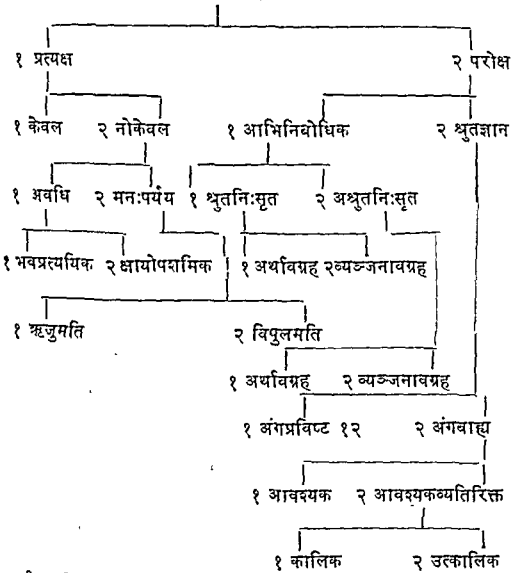 १ प्रत्यक्ष २ परोक्ष
१ केवल २ नोकेवल १ आभिनिबोधिक २ श्रुतज्ञान
१ अवधि २ मनःपर्यय १ श्रुतनिःसृत २ अश्रुतनिःसृत
१ भवप्रत्ययिक २ क्षायोपशमिक १ अर्थावग्रह २ व्यञ्जनावग्रह
१ ऋजुमति २ विपुलमति
१ अर्थावग्रह २ व्यञ्जनावग्रह
१ अंगप्रविष्ट १२ २ अंगवाह्य
१ आवश्यक २ आवश्यकव्यतिरिक्त
१ कालिक २ उत्कालिक